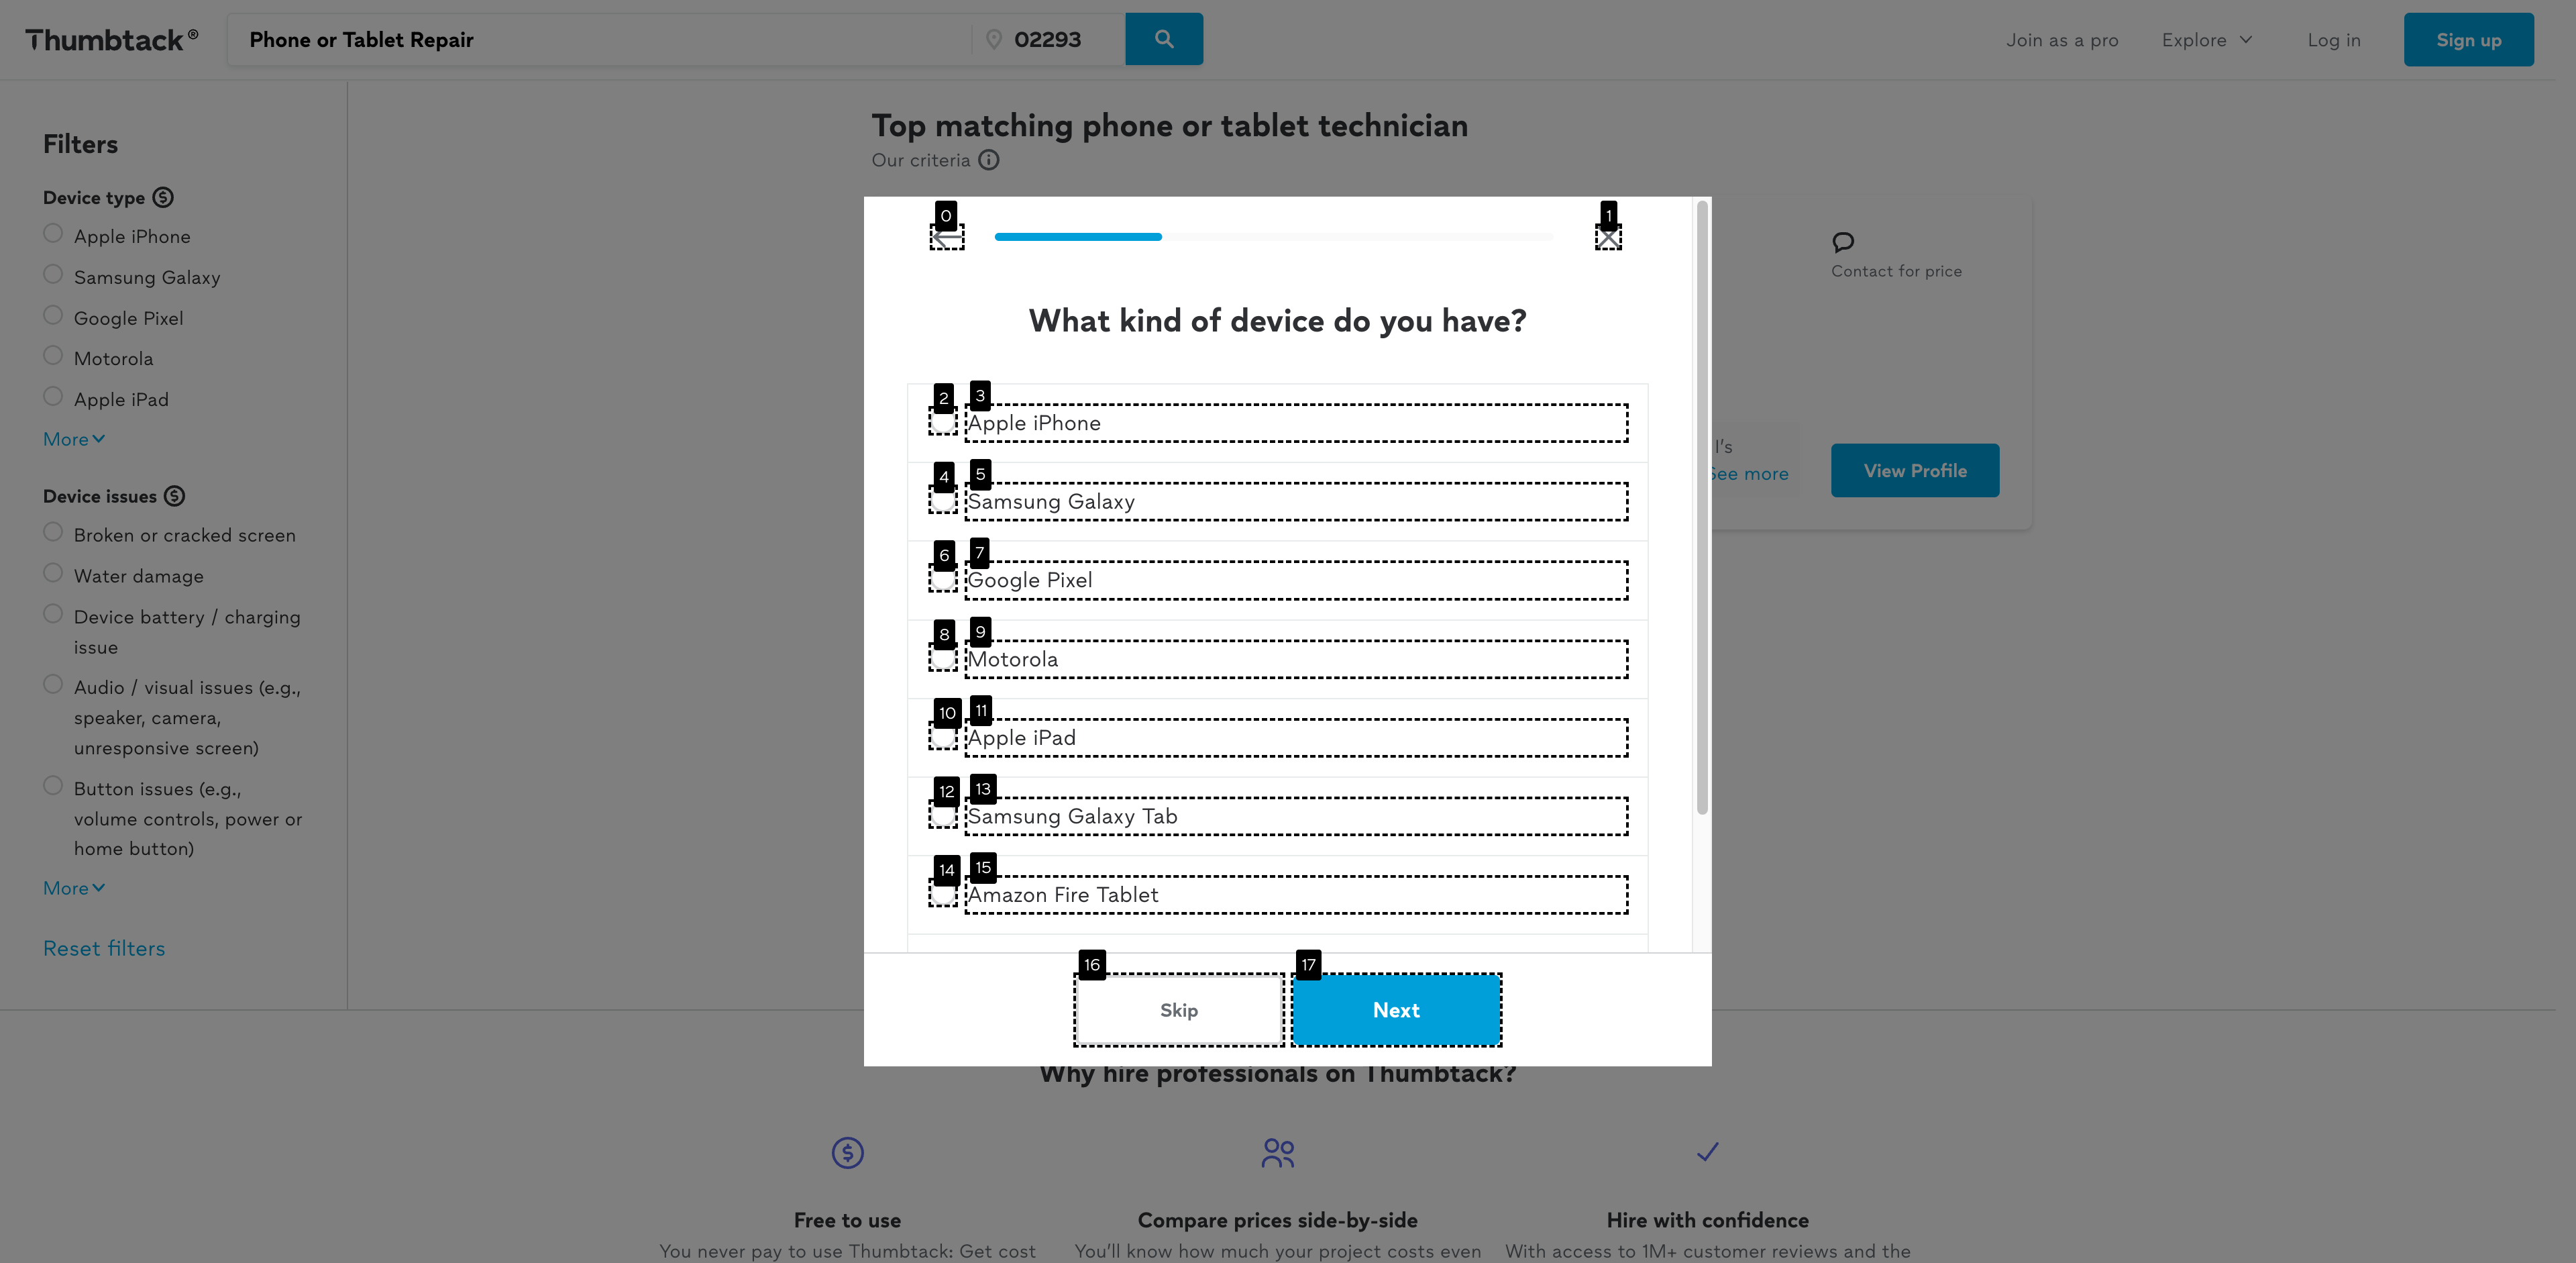 Thumbtack®
Phone or Tablet Repair
02293
Join as a pro
Explore
Log in
Sign up
Filters
Device type
Apple iPhone
Samsung Galaxy
Google Pixel
Motorola
Apple iPad
More
Device issues
Broken or cracked screen
Water damage
Device battery / charging
issue
Audio / visual issues (e.g.,
speaker, camera,
unresponsive screen)
Button issues (e.g.,
volume controls, power or
home button)
More
Reset filters
Top matching phone or tablet technician
Our criteria
Contact for price
I's
See more
View Profile
0
1
What kind of device do you have?
2
3
Apple iPhone
4
5
Samsung Galaxy
6
7
Google Pixel
8
9
Motorola
10
11
Apple iPad
12
13
Samsung Galaxy Tab
14
15
Amazon Fire Tablet
16
Skip
17
Next
Why hire professionals on Thumbtack?
Free to use
You never pay to use Thumbtack: Get cost
Compare prices side-by-side
You'll know how much your project costs even
Hire with confidence
With access to 1M+ customer reviews and the